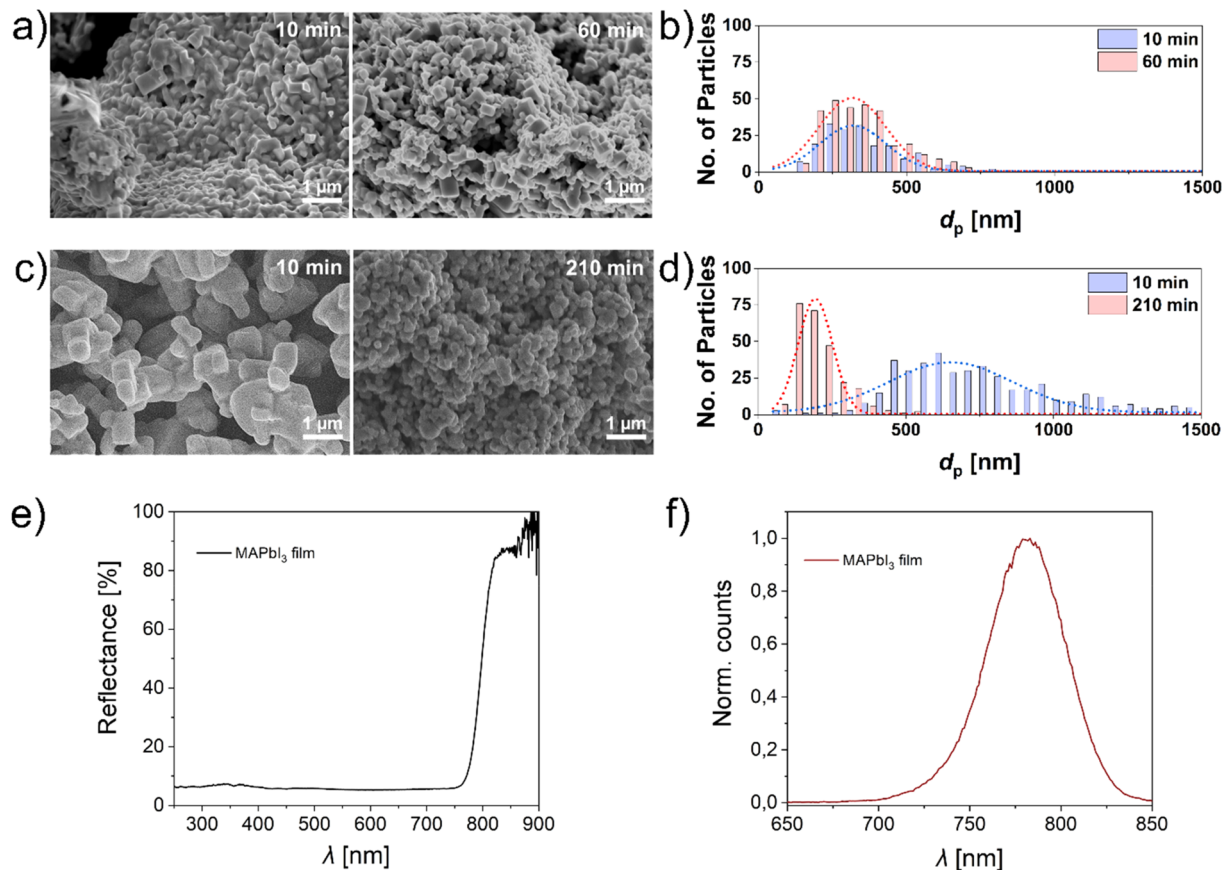 a)
10 min
1 µm
60 min
1 µm
b)
No. of Particles
100
75
50
25
0
10 min
60 min
0
500
1000
1500
dp [nm]
c)
10 min
1 µm
210 min
1 µm
d)
No. of Particles
100
75
50
25
0
10 min
210 min
0
500
1000
1500
dp [nm]
e)
Reflectance [%]
100
80
60
40
20
0
MAPbI₃ film
300
400
500
600
700
800
900
λ [nm]
f)
Norm. counts
1,0
0,8
0,6
0,4
0,2
0,0
MAPbI₃ film
650
700
750
800
850
λ [nm]